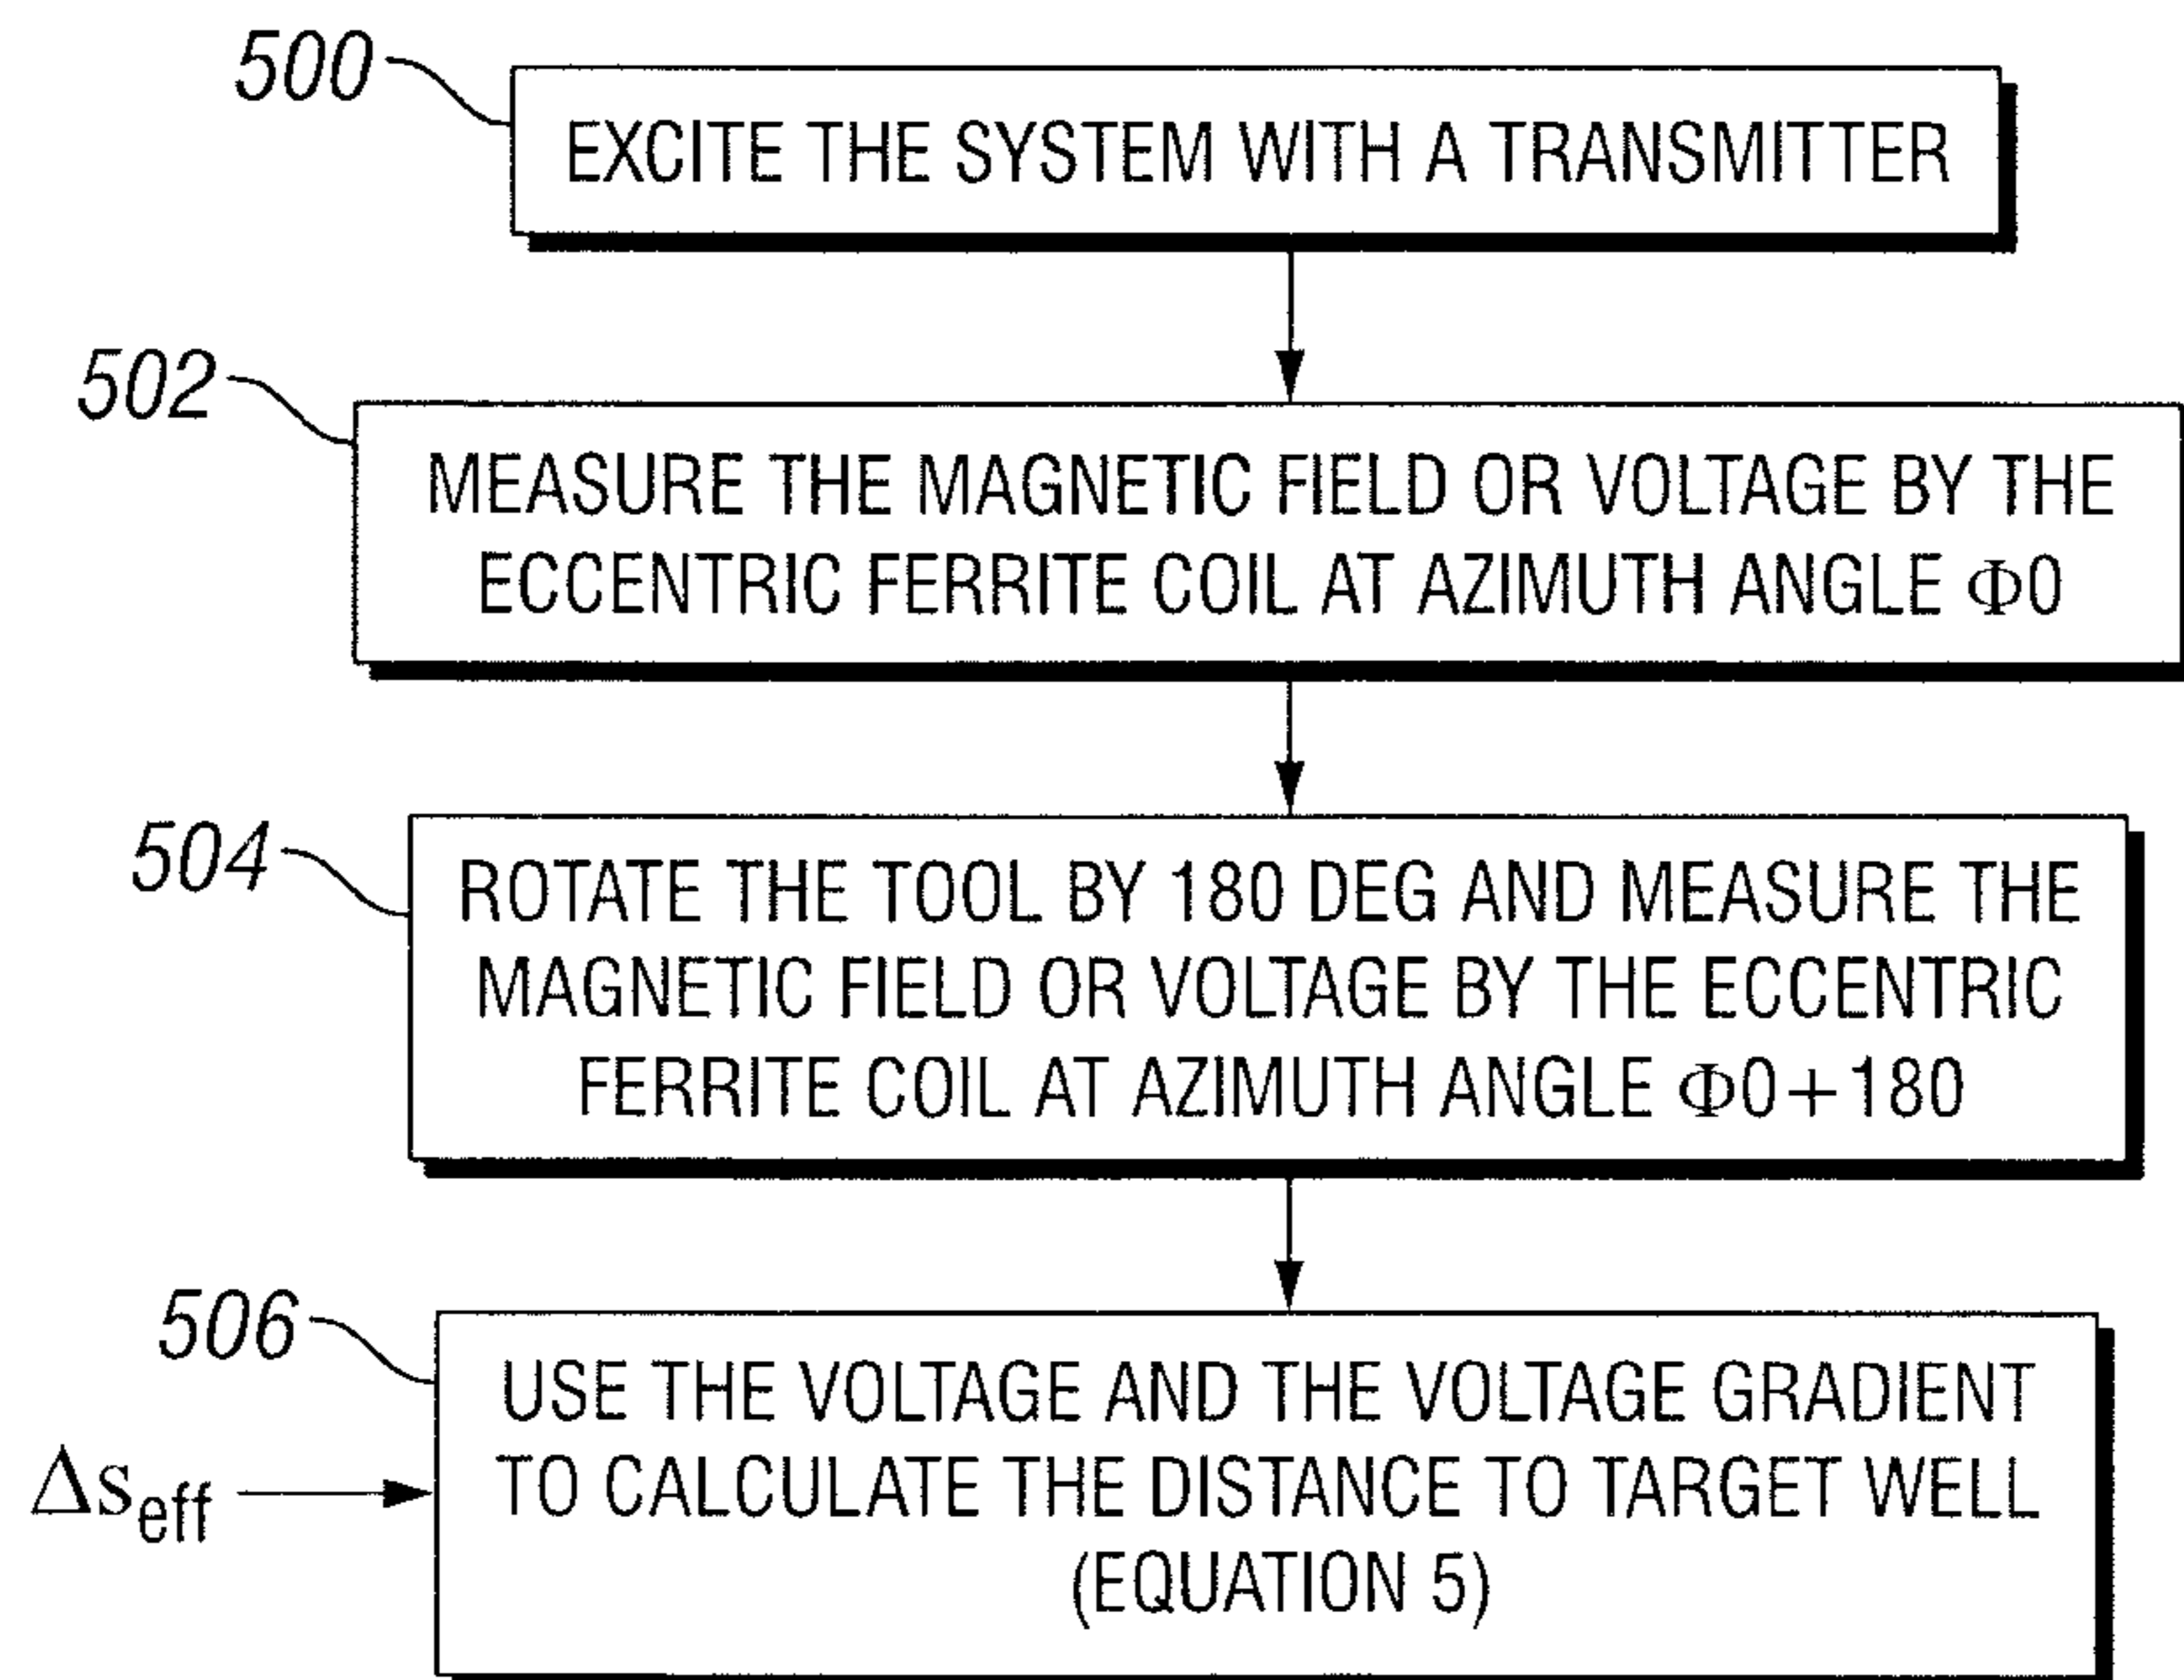 500
EXCITE THE SYSTEM WITH A TRANSMITTER
502
MEASURE THE MAGNETIC FIELD OR VOLTAGE BY THE
ECCENTRIC FERRITE COIL AT AZIMUTH ANGLE Φ0
504
ROTATE THE TOOL BY 180 DEG AND MEASURE THE
MAGNETIC FIELD OR VOLTAGE BY THE ECCENTRIC
FERRITE COIL AT AZIMUTH ANGLE Φ0+180
506
USE THE VOLTAGE AND THE VOLTAGE GRADIENT
TO CALCULATE THE DISTANCE TO TARGET WELL
(EQUATION 5)
Δseff